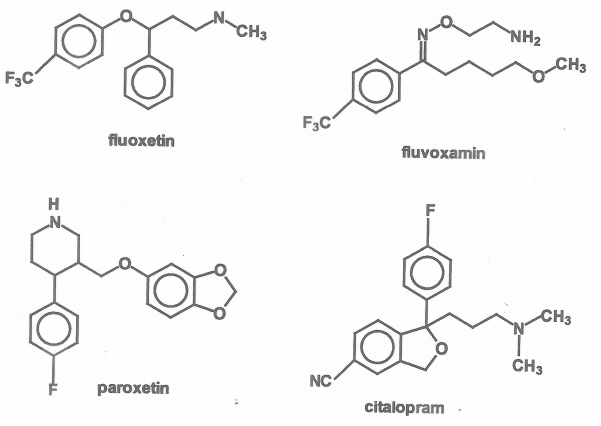 O
N
CH3
F3C
fluoxetin
N
O
NH2
O
CH3
F3C
fluvoxamin
H
N
O
O
O
F
paroxetin
F
N
CH3
CH3
O
NC
citalopram